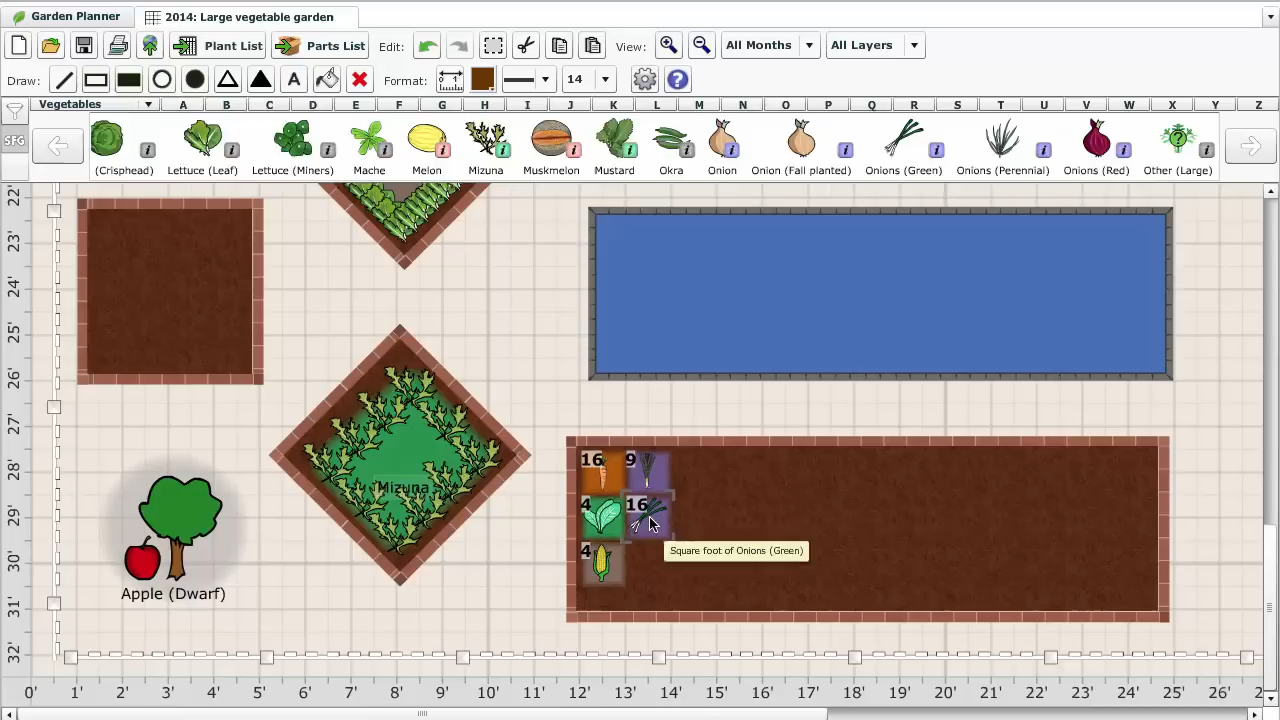 Garden Planner
2014: Large vegetable garden
Plant List
Parts List
Edit:
View:
All Months
All Layers
Draw:
A
Format:
1
14
Vegetables
A B C D E F G H I J K L M N O P Q R S T U V W X Y Z
SFG
(Crisphead)
Lettuce (Leaf)
Lettuce (Miners)
Mache
Melon
Mizuna
Muskmelon
Mustard
Okra
Onion
Onion (Fall planted)
Onions (Green)
Onions (Perennial)
Onions (Red)
Other (Large)
22'
23'
24'
25'
26'
27'
28'
29'
30'
31'
32'
Mizuna
Apple (Dwarf)
16 9
4 16
4
Square foot of Onions (Green)
0' 1' 2' 3' 4' 5' 6' 7' 8' 9' 10' 11' 12' 13' 14' 15' 16' 17' 18' 19' 20' 21' 22' 23' 24' 25' 26'